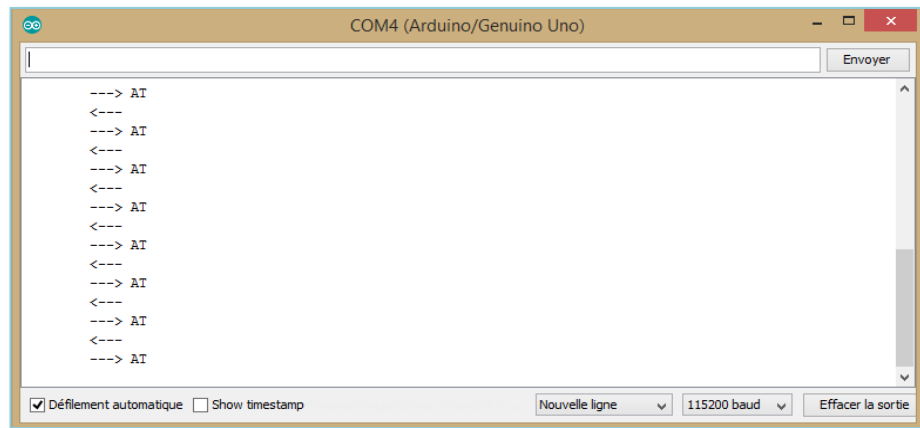 COM4 (Arduino/Genuino Uno)
Envoyer
---> AT
<---
---> AT
<---
---> AT
<---
---> AT
<---
---> AT
<---
---> AT
<---
---> AT
<---
---> AT
Défilement automatique Show timestamp Nouvelle ligne 115200 baud Effacer la sortie